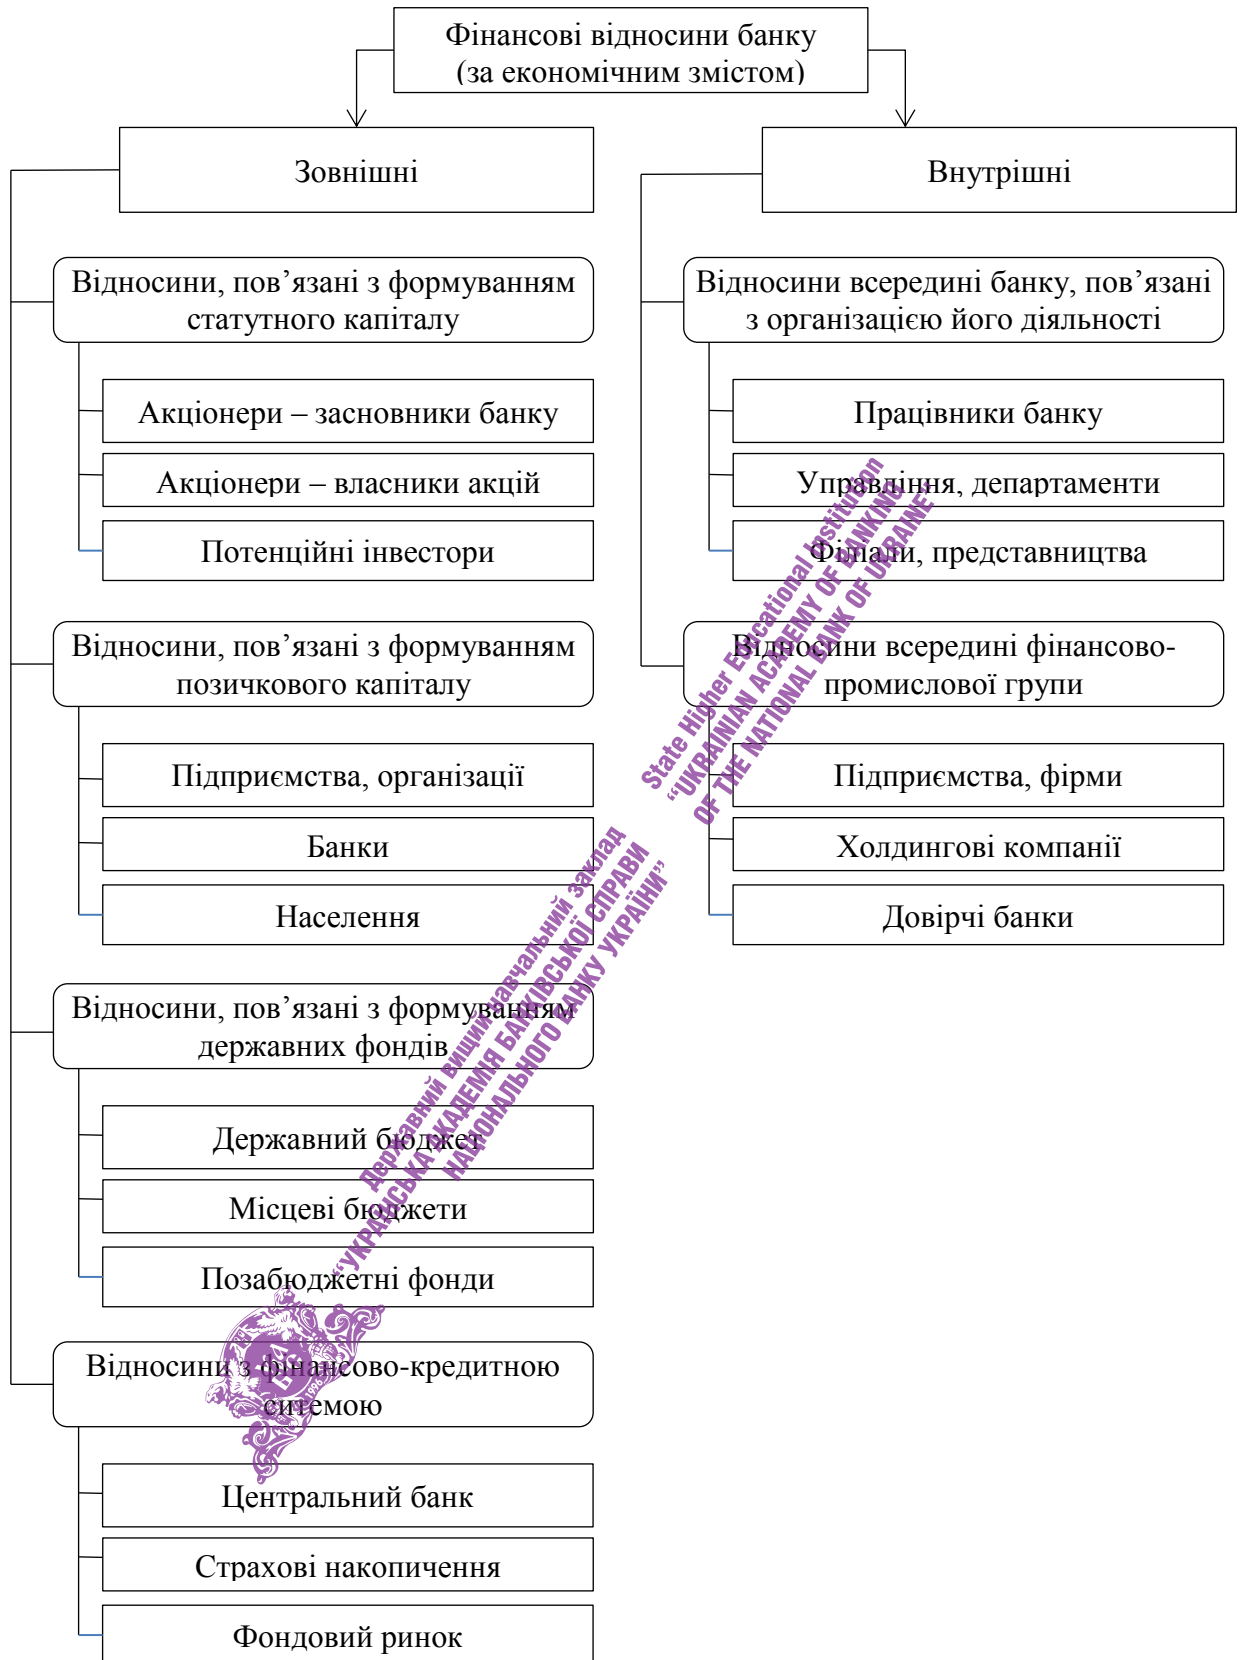 Фінансові відносини банку
(за економічним змістом)
Зовнішні
Відносини, пов’язані з формуванням
статутного капіталу
Акціонери – засновники банку
Акціонери – власники акцій
Потенційні інвестори
Відносини, пов’язані з формуванням
позичкового капіталу
Підприємства, організації
Банки
Населення
Відносини, пов’язані з формуванням
державних фондів
Державний бюджет
Місцеві бюджети
Позабюджетні фонди
Відносини з фінансово-кредитною
ситемою
Центральний банк
Страхові накопичення
Фондовий ринок
Внутрішні
Відносини всередині банку, пов’язані
з організацією його діяльності
Працівники банку
Управління, департаменти
Філіали, представництва
Відносини всередині фінансово-
промислової групи
Підприємства, фірми
Холдингові компанії
Довірчі банки
Державний вищий навчальний заклад
“УКРАЇНСЬКА АКАДЕМІЯ БАНКІВСЬКОЇ СПРАВИ
НАЦІОНАЛЬНОГО БАНКУ УКРАЇНИ”
State Higher Educational Institution
“UKRAINIAN ACADEMY OF BANKING
OF THE NATIONAL BANK OF UKRAINE”
1996